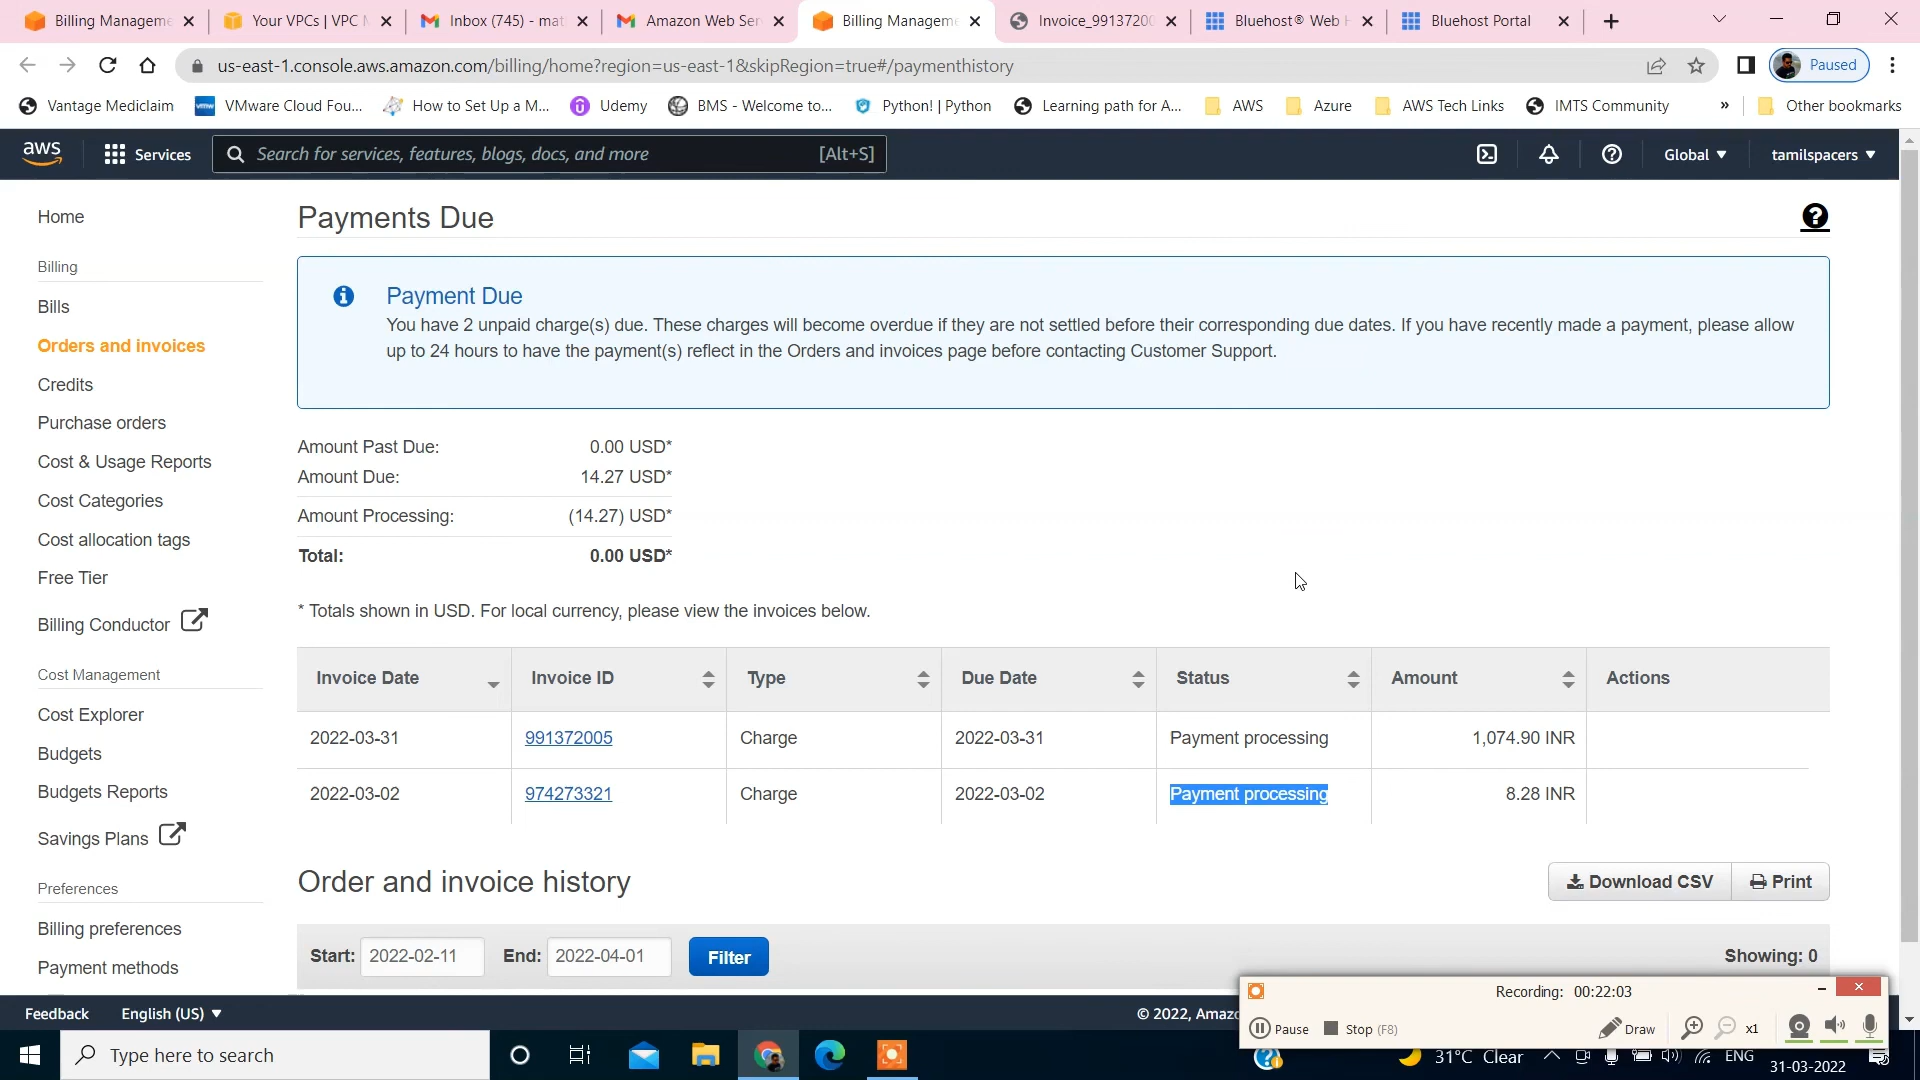 Billing Manageme
Your VPCs | VPC M
Inbox (745) - mat
Amazon Web Ser
Billing Manageme
Invoice_99137200
Bluehost® Web H
Bluehost Portal
us-east-1.console.aws.amazon.com/billing/home?region=us-east-1&skipRegion=true#/paymenthistory
Paused
Vantage Mediclaim
VMware Cloud Fou...
How to Set Up a M...
Udemy
BMS - Welcome to...
Python! | Python
Learning path for A...
AWS
Azure
AWS Tech Links
IMTS Community
»
Other bookmarks
aws
Services
Search for services, features, blogs, docs, and more
[Alt+S]
Global
tamilspacers
Home
Billing
Bills
Orders and invoices
Credits
Purchase orders
Cost & Usage Reports
Cost Categories
Cost allocation tags
Free Tier
Billing Conductor
Cost Management
Cost Explorer
Budgets
Budgets Reports
Savings Plans
Preferences
Billing preferences
Payment methods
Payments Due
Payment Due
You have 2 unpaid charge(s) due. These charges will become overdue if they are not settled before their corresponding due dates. If you have recently made a payment, please allow
up to 24 hours to have the payment(s) reflect in the Orders and invoices page before contacting Customer Support.
Amount Past Due: 0.00 USD*
Amount Due: 14.27 USD*
Amount Processing: (14.27) USD*
Total: 0.00 USD*
* Totals shown in USD. For local currency, please view the invoices below.
Invoice Date Invoice ID Type Due Date Status Amount Actions
2022-03-31 991372005 Charge 2022-03-31 Payment processing 1,074.90 INR
2022-03-02 974273321 Charge 2022-03-02 Payment processing 8.28 INR
Order and invoice history
Download CSV
Print
Start: 2022-02-11 End: 2022-04-01 Filter
Showing: 0
Feedback
English (US)
© 2022, Amazo
Recording: 00:22:03
Pause
Stop (F8)
Draw
x1
Type here to search
31°C Clear
ENG
31-03-2022